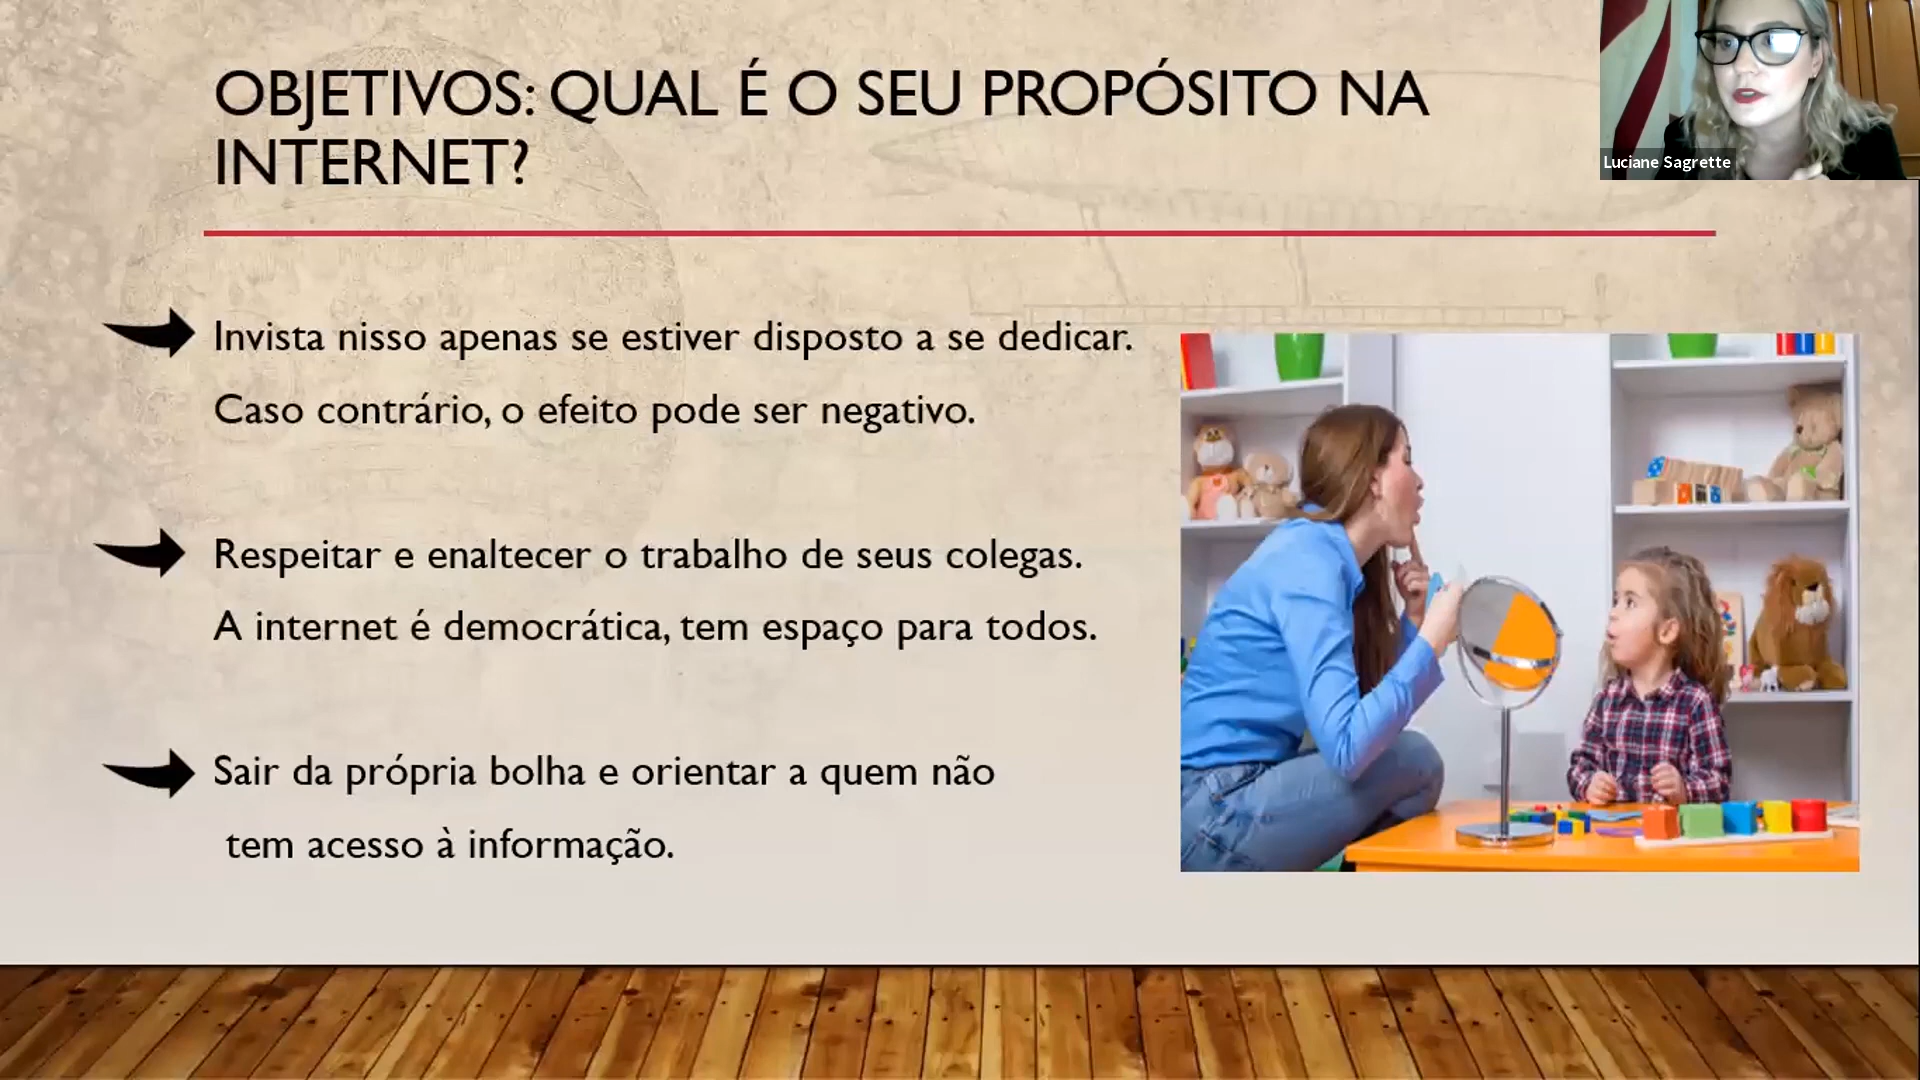 OBJETIVOS: QUAL É O SEU PROPÓSITO NA
INTERNET?
Luciane Sagrette
Invista nisso apenas se estiver disposto a se dedicar.
Caso contrário, o efeito pode ser negativo.
Respeitar e enaltecer o trabalho de seus colegas.
A internet é democrática, tem espaço para todos.
Sair da própria bolha e orientar a quem não
tem acesso à informação.